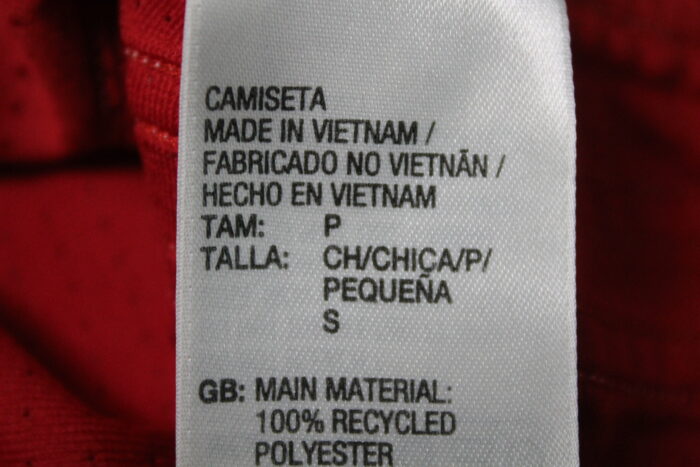 CAMISETA
MADE IN VIETNAM /
FABRICADO NO VIETNÃN /
HECHO EN VIETNAM
TAM: P
TALLA: CH/CHICA/P/
PEQUEÑA
S
GB: MAIN MATERIAL:
100% RECYCLED
POLYESTER